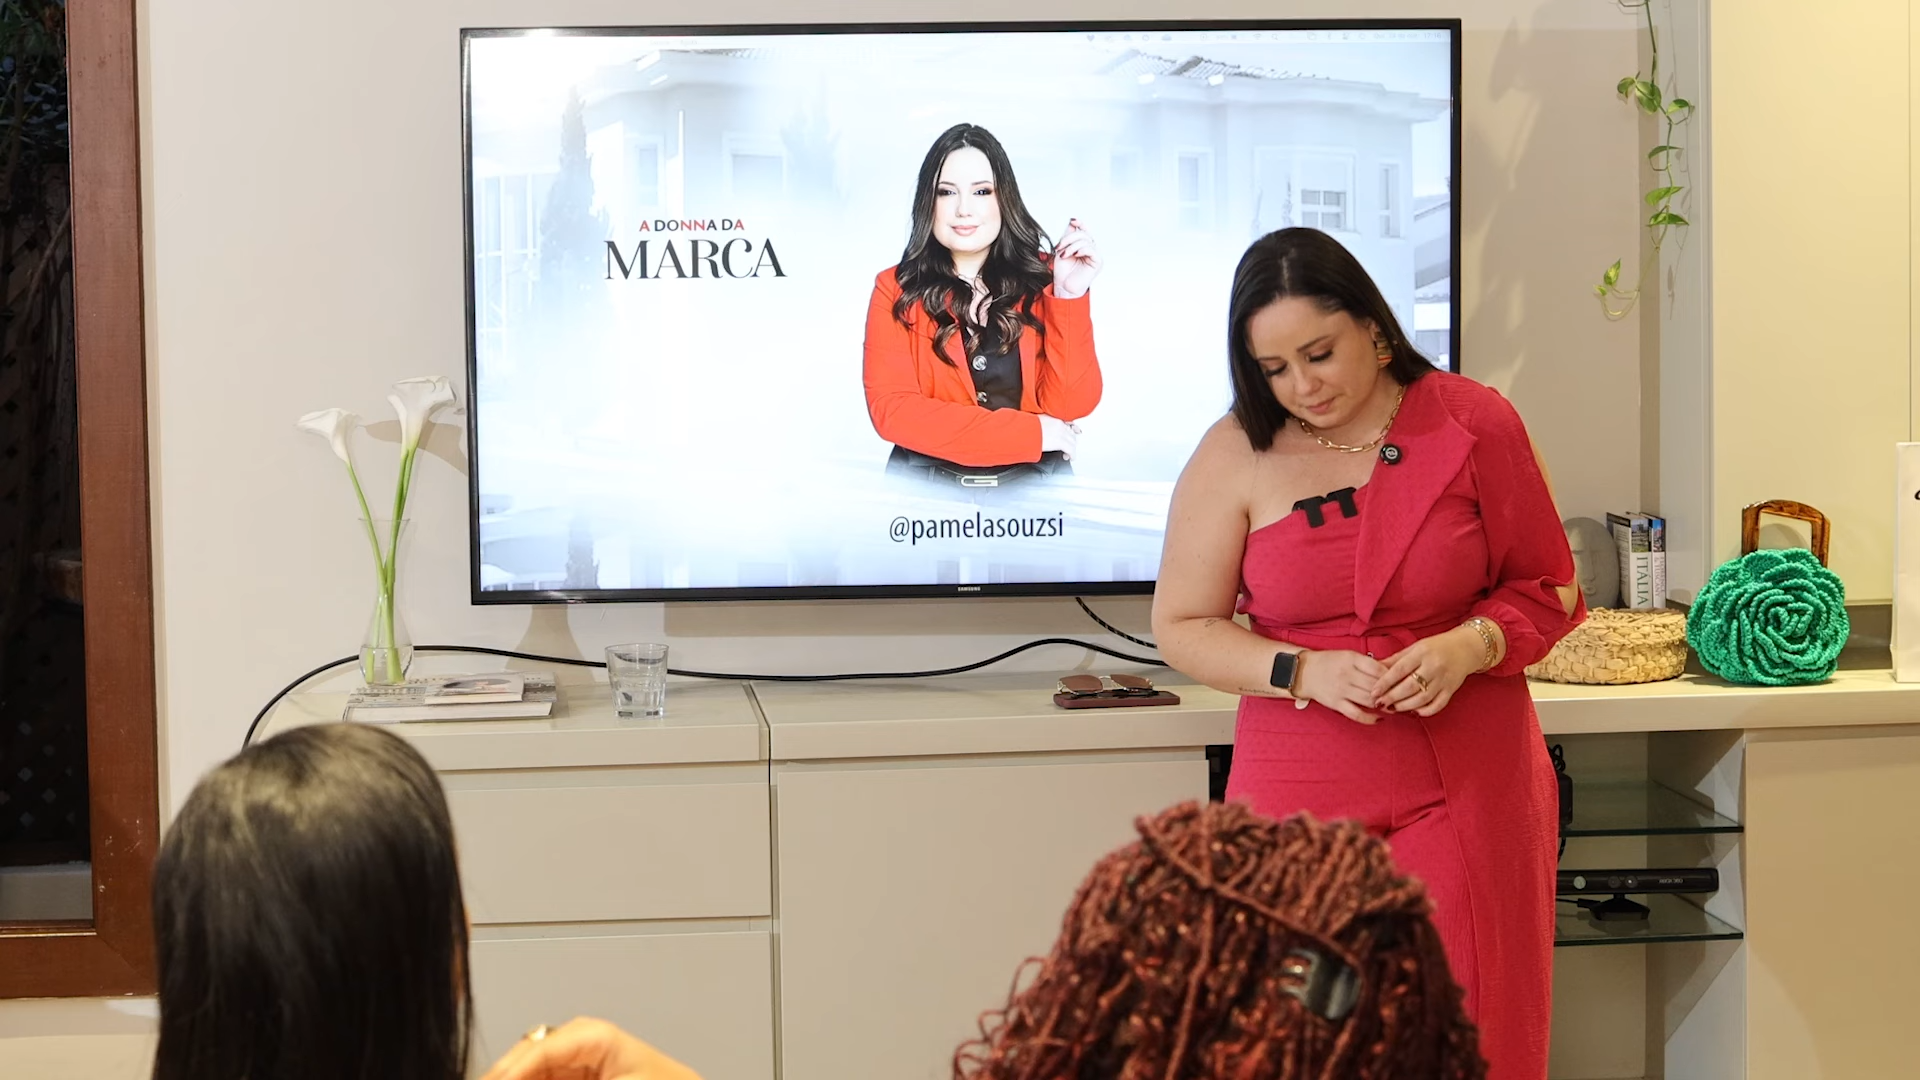 A DONNA DA
MARCA
@pamelasouzsi
SAMSUNG
ITALIA